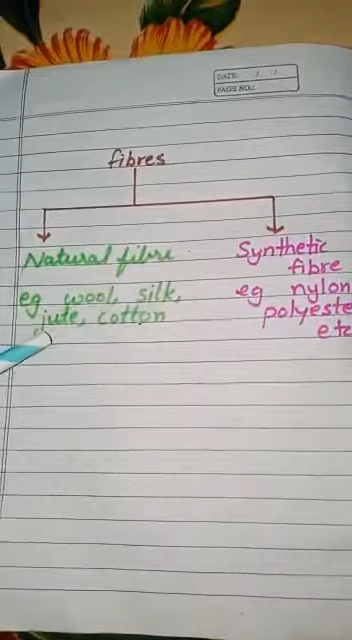 DATE: / /
PAGE NO.:
fibres
Natural fibre
eg wool, silk,
jute, cotton
Synthetic
fibre
eg nylon
polyeste
etc